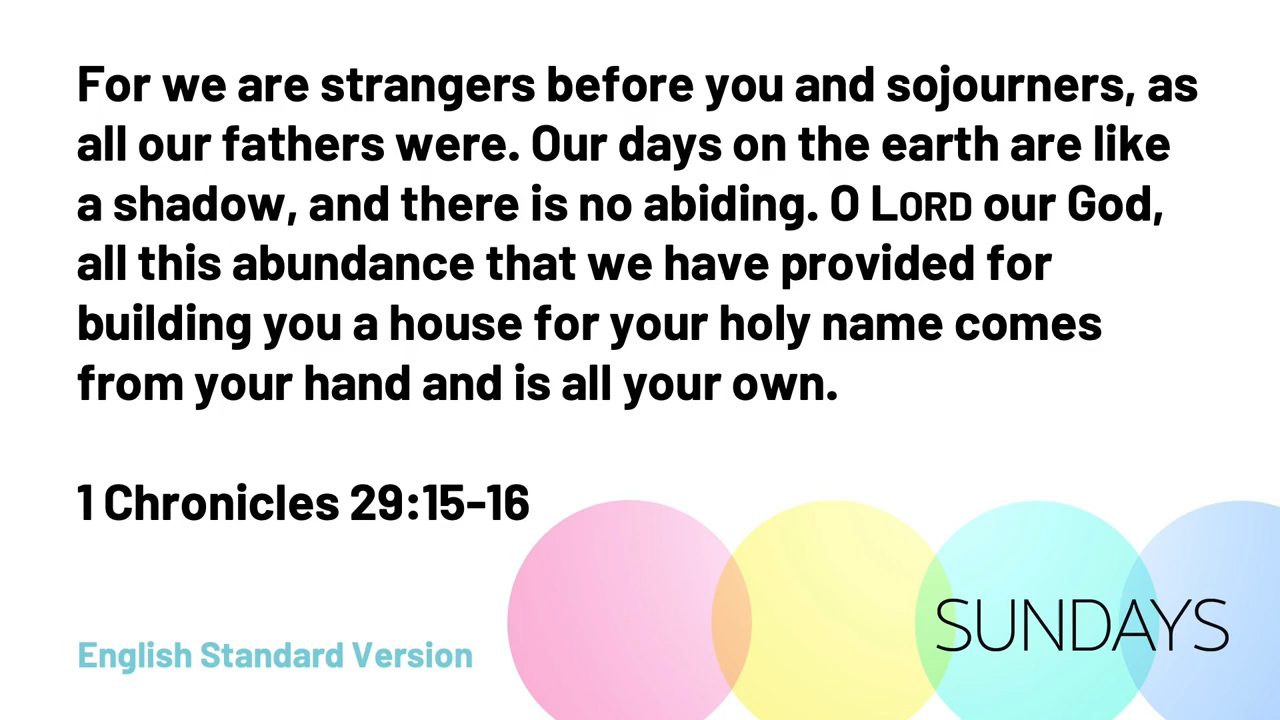 For we are strangers before you and sojourners, as
all our fathers were. Our days on the earth are like
a shadow, and there is no abiding. O LORD our God,
all this abundance that we have provided for
building you a house for your holy name comes
from your hand and is all your own.
1 Chronicles 29:15-16
English Standard Version
SUNDAYS